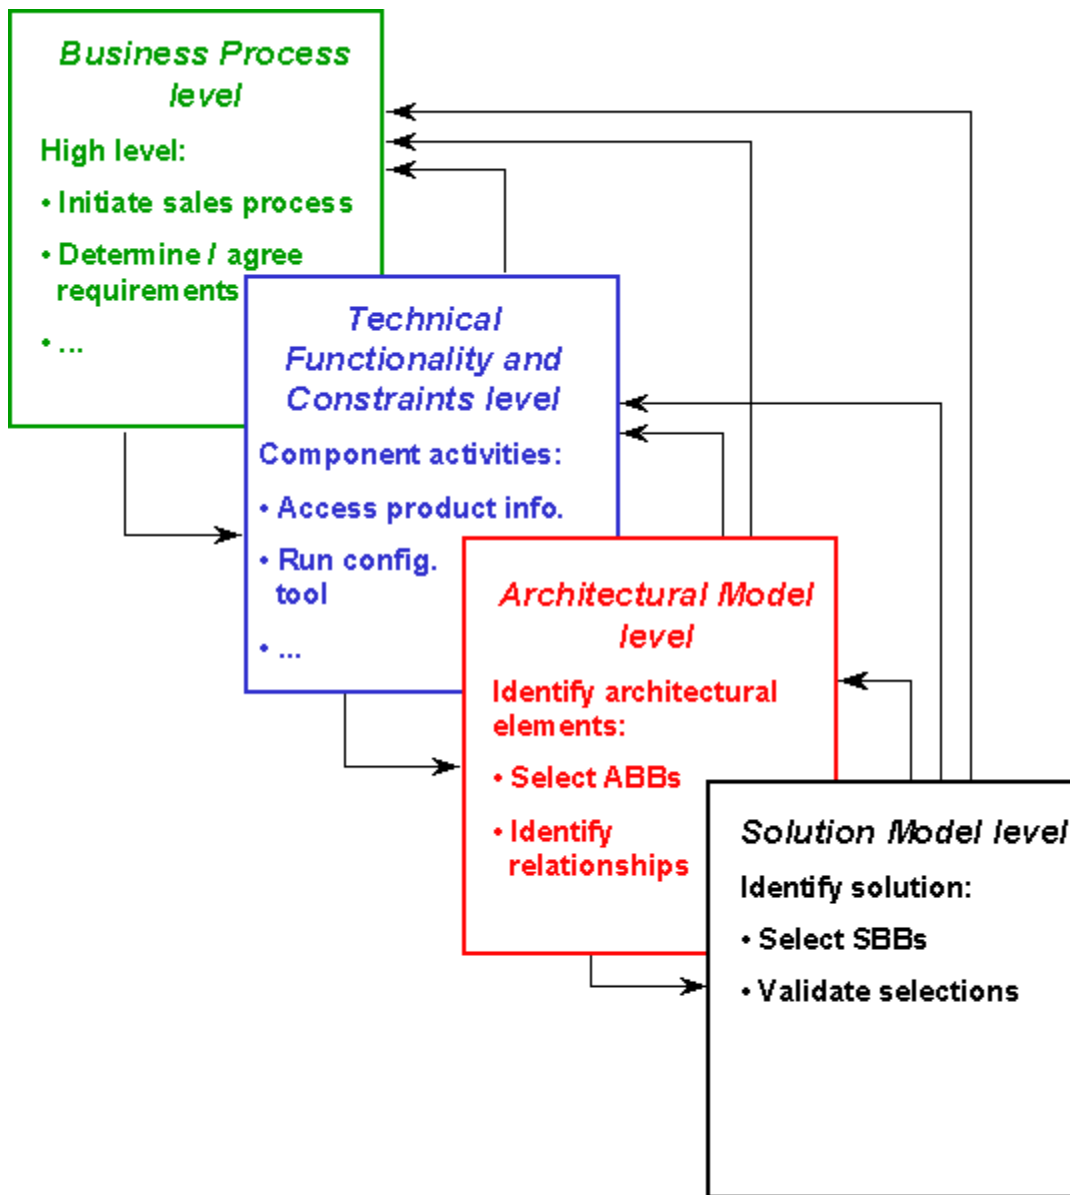 Business Process
level
High level:
• Initiate sales process
• Determine / agree
requirements
• ...
Technical
Functionality and
Constraints level
Component activities:
• Access product info.
• Run config.
tool
• ...
Architectural Model
level
Identify architectural
elements:
• Select ABBs
• Identify
relationships
Solution Model level
Identify solution:
• Select SBBs
• Validate selections